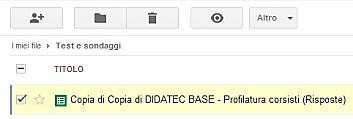 Altro
I miei file › Test e sondaggi
TITOLO
Copia di Copia di DIDATEC BASE - Profilatura corsisti (Risposte)